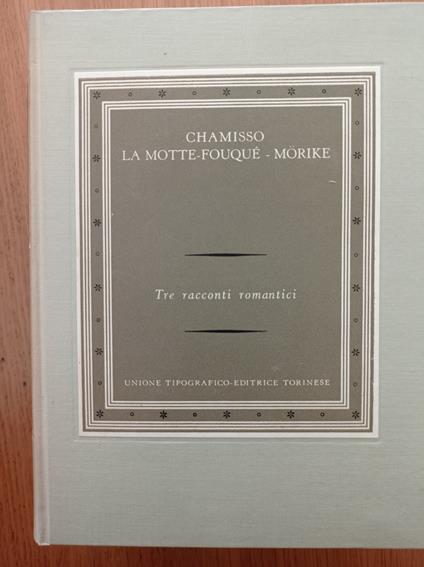 CHAMISSO
LA MOTTE-FOUQUÉ - MÖRIKE
Tre racconti romantici
UNIONE TIPOGRAFICO-EDITRICE TORINESE